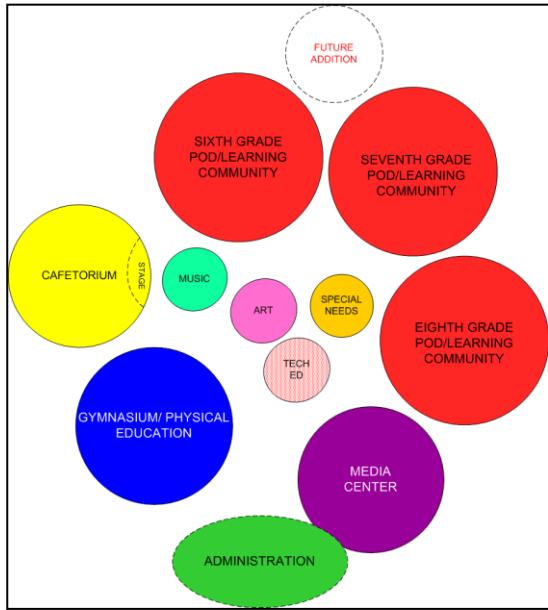 FUTURE
ADDITION
SIXTH GRADE
POD/LEARNING
COMMUNITY
SEVENTH GRADE
POD/LEARNING
COMMUNITY
CAFETORIUM
STAGE
MUSIC
ART
SPECIAL
NEEDS
EIGHTH GRADE
POD/LEARNING
COMMUNITY
TECH
ED
GYMNASIUM/ PHYSICAL
EDUCATION
MEDIA
CENTER
ADMINISTRATION